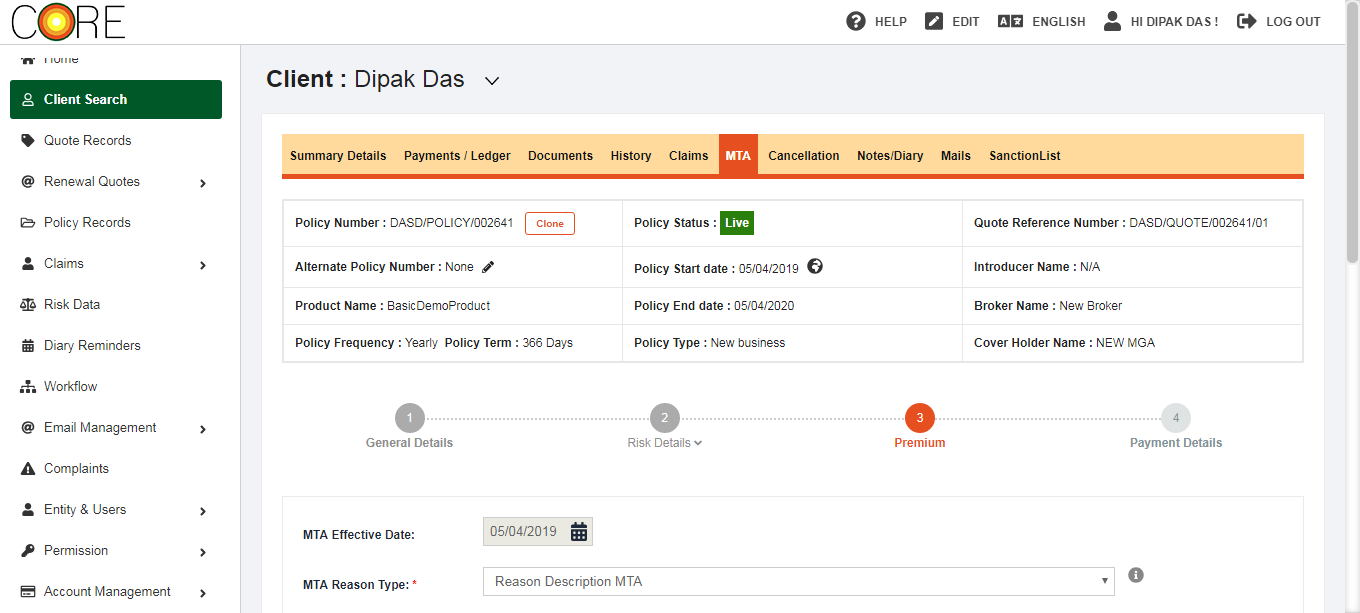 CORE
HELP
EDIT
ENGLISH
HI DIPAK DAS !
LOG OUT
Home
Client Search
Quote Records
Renewal Quotes
Policy Records
Claims
Risk Data
Diary Reminders
Workflow
Email Management
Complaints
Entity & Users
Permission
Account Management
Client : Dipak Das
Summary Details Payments / Ledger Documents History Claims MTA Cancellation Notes/Diary Mails SanctionList
Policy Number : DASD/POLICY/002641 Clone
Policy Status : Live
Quote Reference Number : DASD/QUOTE/002641/01
Alternate Policy Number : None
Policy Start date : 05/04/2019
Introducer Name : N/A
Product Name : BasicDemoProduct
Policy End date : 05/04/2020
Broker Name : New Broker
Policy Frequency : Yearly Policy Term : 366 Days
Policy Type : New business
Cover Holder Name : NEW MGA
1
General Details
2
Risk Details
3
Premium
4
Payment Details
MTA Effective Date:
05/04/2019
MTA Reason Type: *
Reason Description MTA